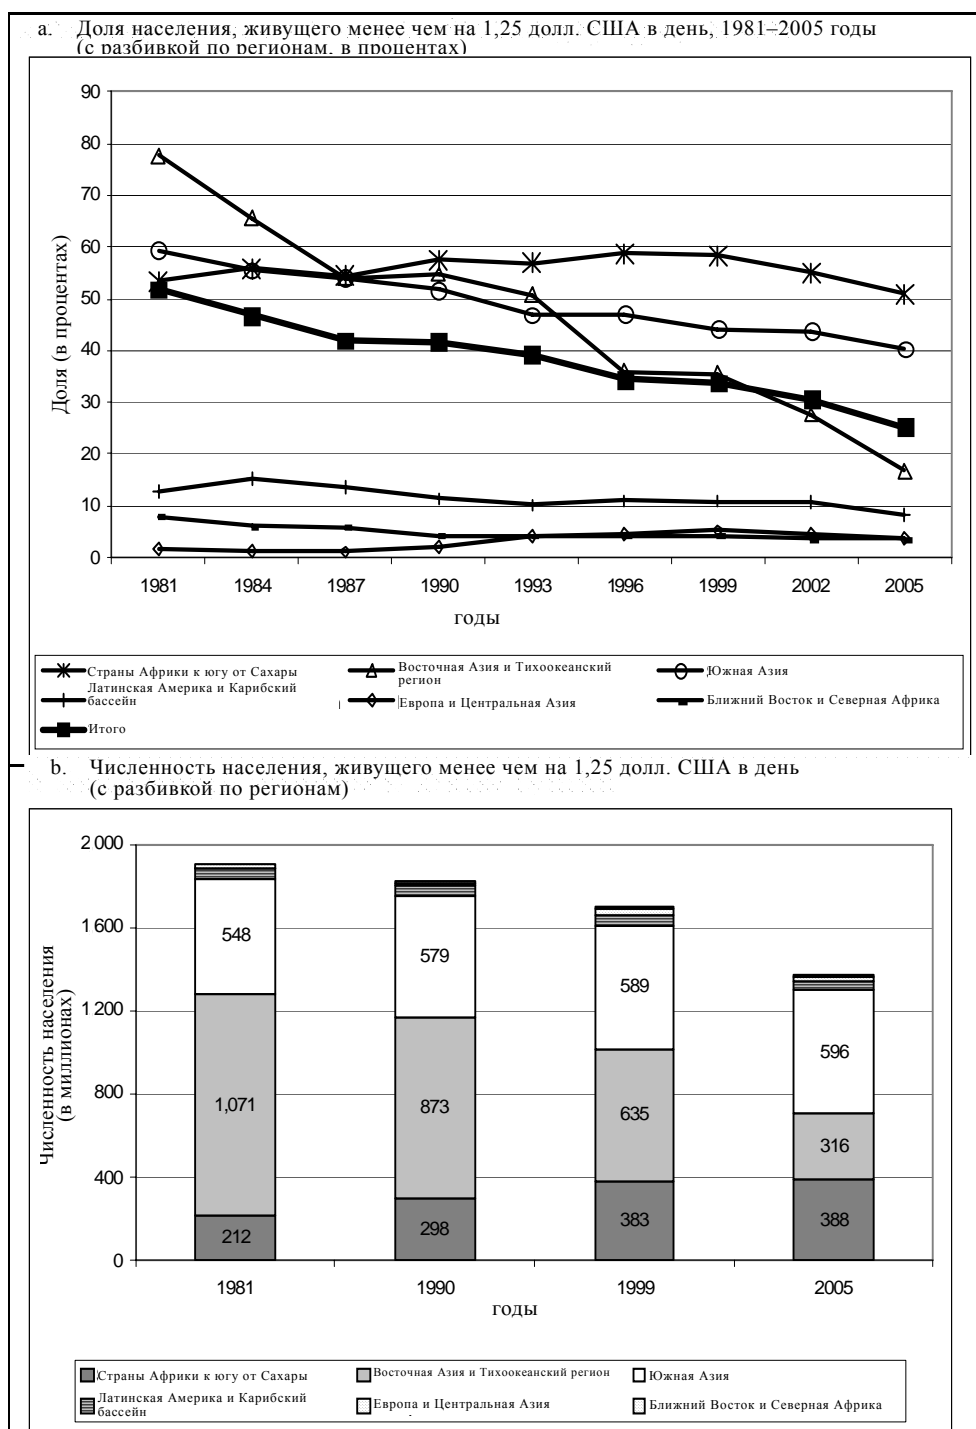 a. Доля населения, живущего менее чем на 1,25 долл. США в день, 1981–2005 годы
(с разбивкой по регионам, в процентах)
90
80
70
60
50
40
30
20
10
0
Доля (в процентах)
1981 1984 1987 1990 1993 1996 1999 2002 2005
годы
Страны Африки к югу от Сахары
Восточная Азия и Тихоокеанский
регион
Южная Азия
Латинская Америка и Карибский
бассейн
Европа и Центральная Азия
Ближний Восток и Северная Африка
Итого
b. Численность населения, живущего менее чем на 1,25 долл. США в день
(с разбивкой по регионам)
2 000
1 600
1 200
800
400
0
Численность населения
(в миллионах)
548
1,071
212
579
873
298
589
635
383
596
316
388
1981 1990 1999 2005
годы
Страны Африки к югу от Сахары
Восточная Азия и Тихоокеанский регион
Южная Азия
Латинская Америка и Карибский
бассейн
Европа и Центральная Азия
Ближний Восток и Северная Африка